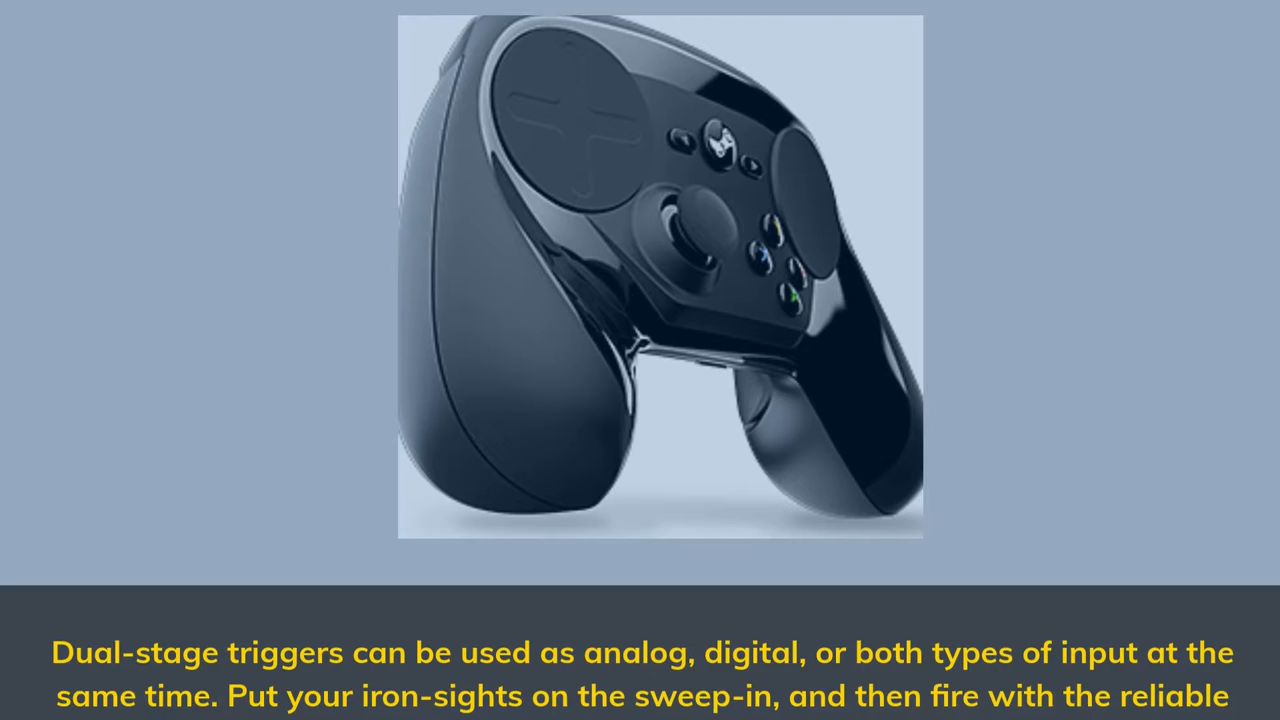 Dual-stage triggers can be used as analog, digital, or both types of input at the
same time. Put your iron-sights on the sweep-in, and then fire with the reliable